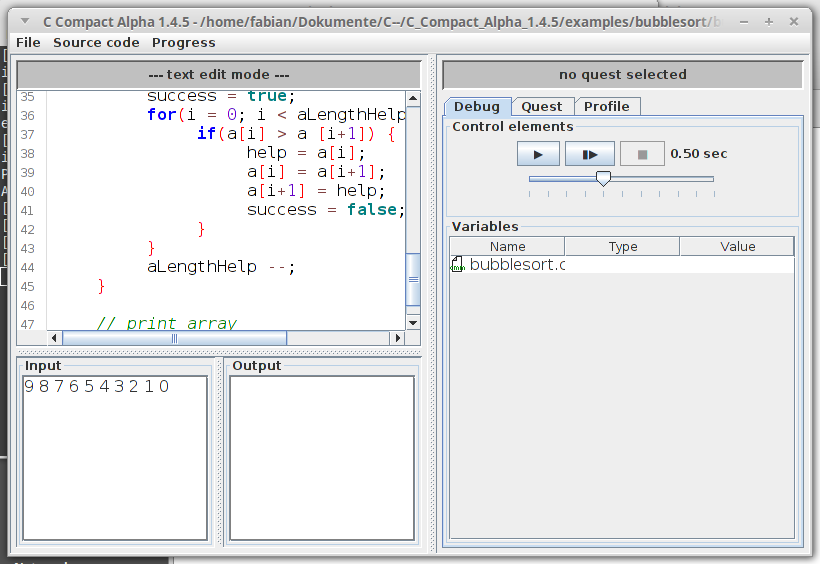 C Compact Alpha 1.4.5 - /home/fabian/Dokumente/C--/C_Compact_Alpha_1.4.5/examples/bubblesort/b
File Source code Progress
--- text edit mode ---
35 success = true;
36 for(i = 0; i < aLengthHelp
37 if(a[i] > a [i+1]) {
38 help = a[i];
39 a[i] = a[i+1];
40 a[i+1] = help;
41 success = false;
42 }
43 }
44 aLengthHelp --;
45 }
46
47 // print array
Input
9 8 7 6 5 4 3 2 1 0
Output
no quest selected
Debug Quest Profile
Control elements
0.50 sec
Variables
Name Type Value
bubblesort.c